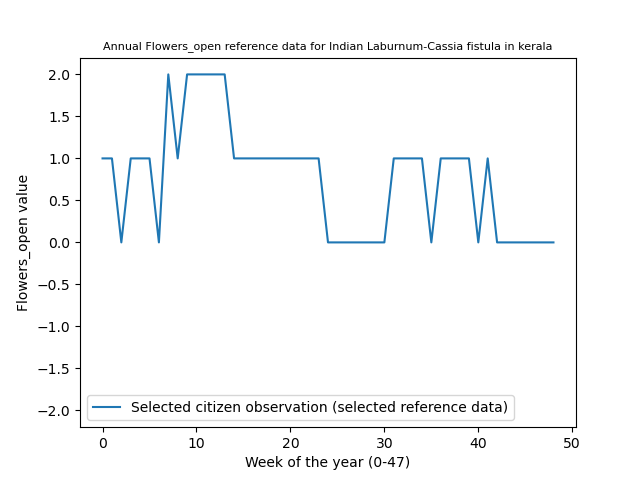 Annual Flowers_open reference data for Indian Laburnum-Cassia fistula in kerala
2.0
1.5
1.0
0.5
0.0
−0.5
−1.0
−1.5
−2.0
Flowers_open value
Selected citizen observation (selected reference data)
0 10 20 30 40 50
Week of the year (0-47)